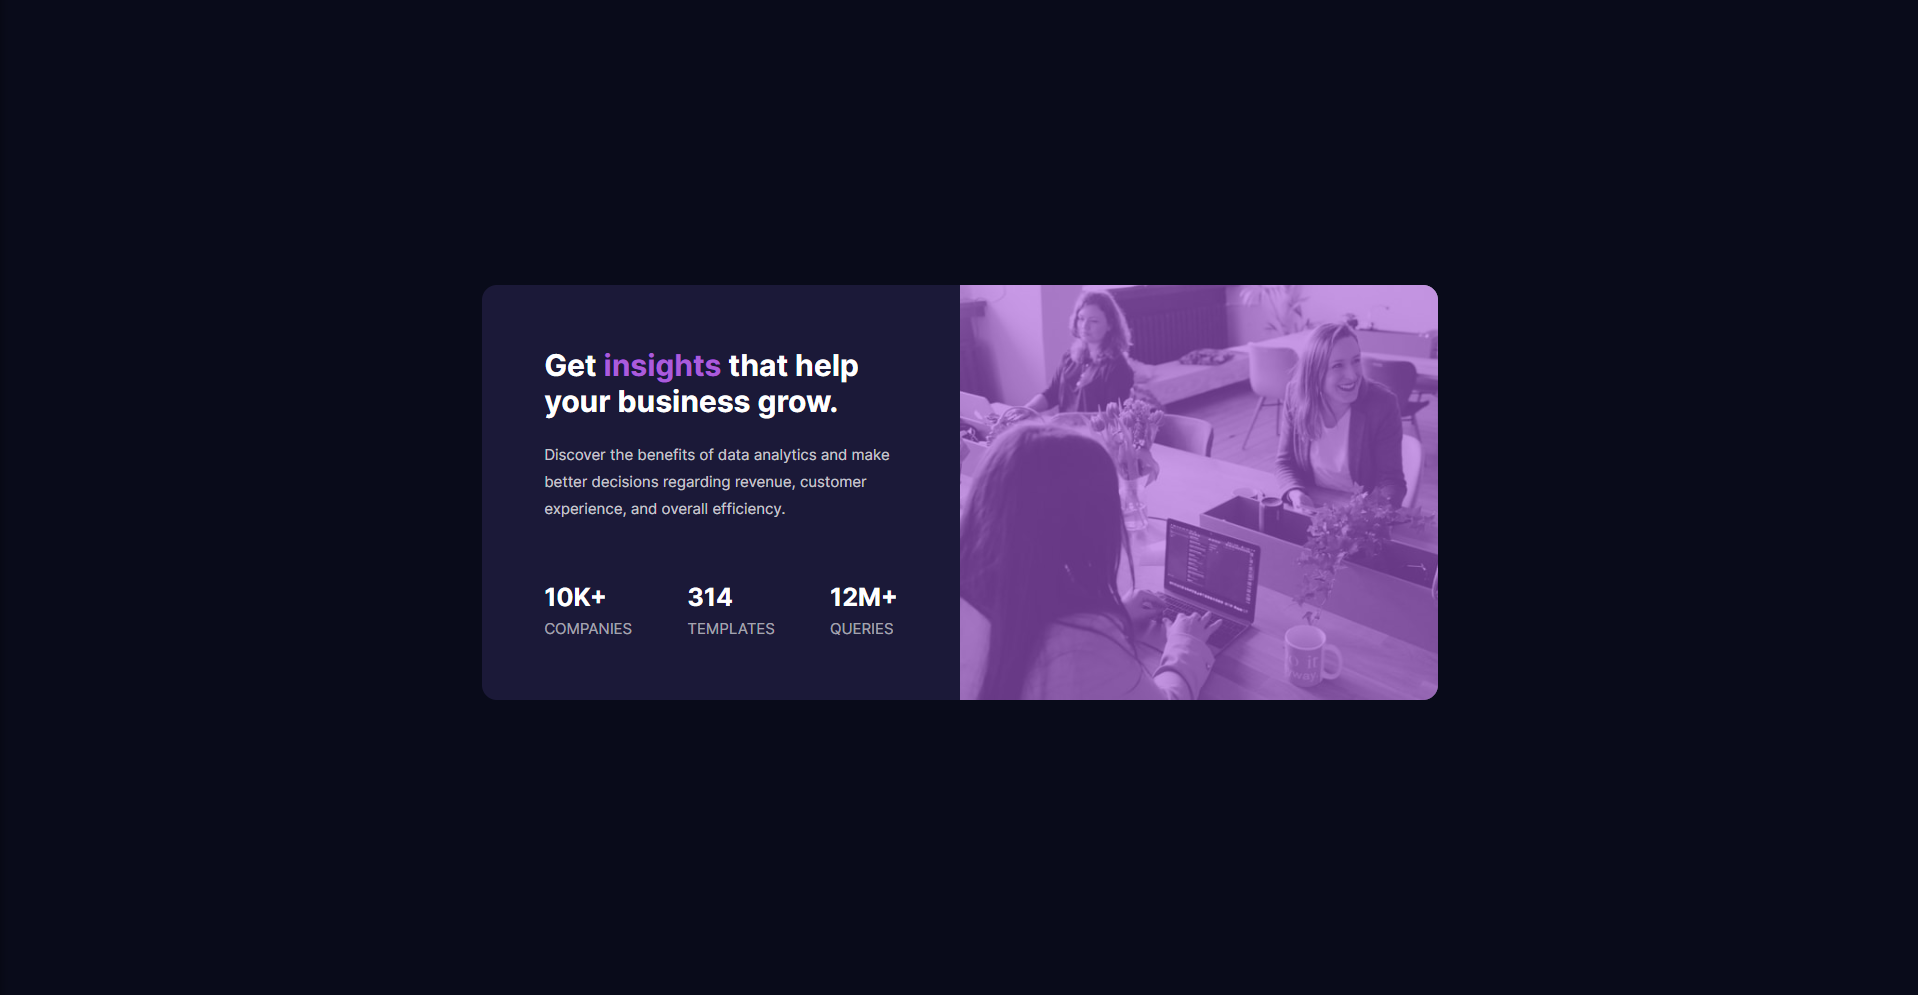 Get insights that help
your business grow.
Discover the benefits of data analytics and make
better decisions regarding revenue, customer
experience, and overall efficiency.
10K+ 314 12M+
COMPANIES TEMPLATES QUERIES